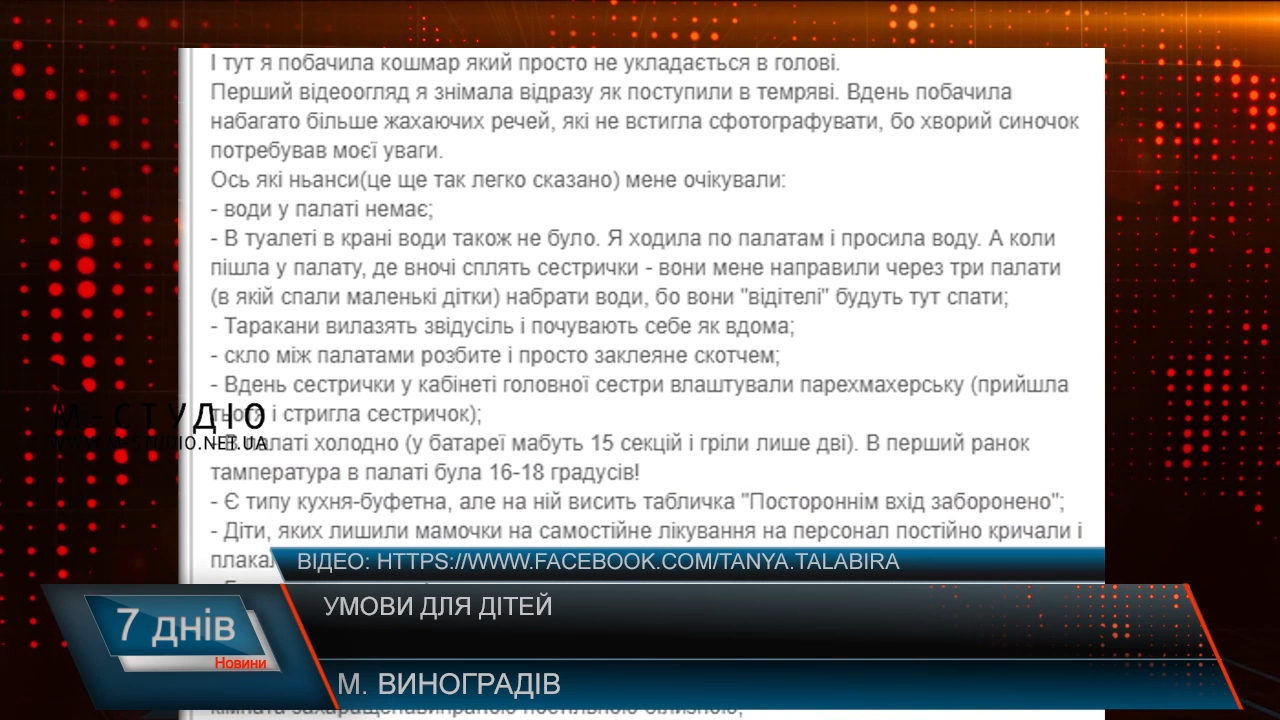 І тут я побачила кошмар який просто не укладається в голові.
Перший відеоогляд я знімала відразу як поступили в темряві. Вдень побачила
набагато більше жахаючих речей, які не встигла сфотографувати, бо хворий синочок
потребував моєї уваги.
Ось які ньанси(це ще так легко сказано) мене очікували:
- води у палаті немає;
- В туалеті в крані води також не було. Я ходила по палатам і просила воду. А коли
пішла у палату, де вночі сплять сестрички - вони мене направили через три палати
(в якій спали маленькі дітки) набрати води, бо вони "відітелі" будуть тут спати;
- Таракани вилазять звідусіль і почувають себе як вдома;
- скло між палатами розбите і просто заклеяне скотчем;
- Вдень сестрички у кабінеті головної сестри влаштували парехмахерську (прийшла
тьотя і стригла сестричок);
- В палаті холодно (у батареї мабуть 15 секцій і гріли лише дві). В перший ранок
тампература в палаті була 16-18 градусів!
- Є типу кухня-буфетна, але на ній висить табличка "Постороннім вхід заборонено";
- Діти, яких лишили мамочки на самостійне лікування на персонал постійно кричали і
М-СТУДІО
WWW.M-STUDIO.NET.UA
ВІДЕО: HTTPS://WWW.FACEBOOK.COM/TANYA.TALABIRA
УМОВИ ДЛЯ ДІТЕЙ
7 днів
Новини
М. ВИНОГРАДІВ